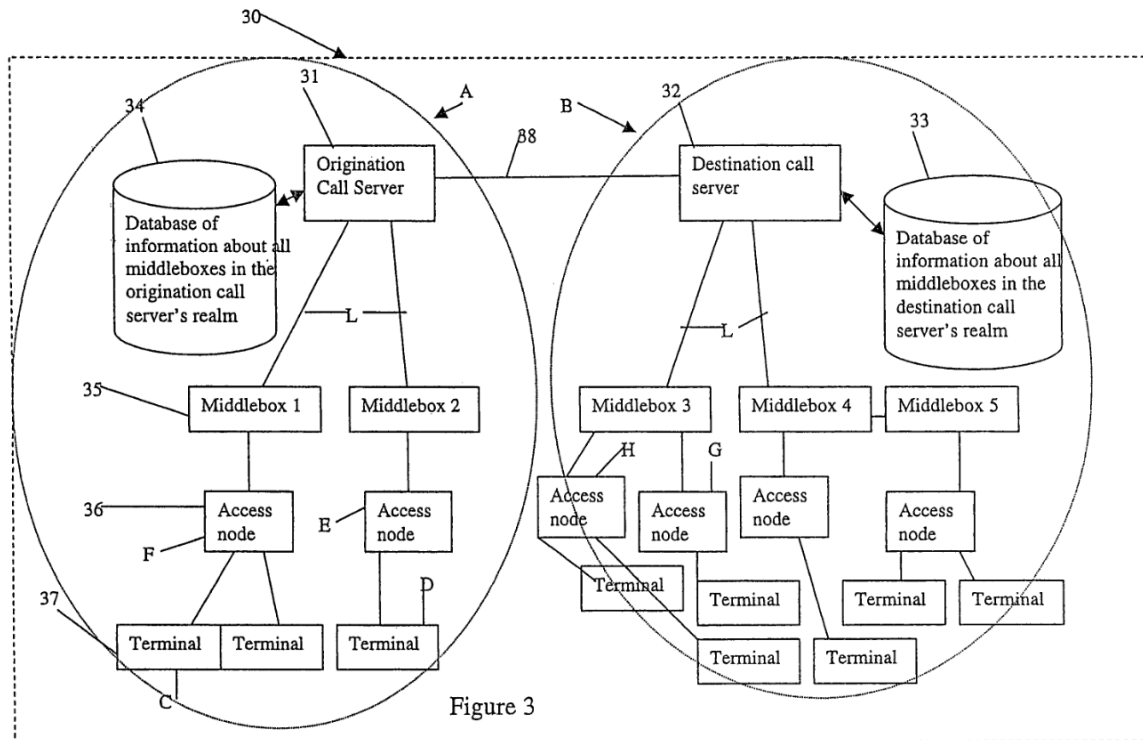 30
31
A
B
32
34
33
38
Origination
Call Server
Destination call
server
Database of
information about all
middleboxes in the
origination call
server's realm
Database of
information about all
middleboxes in the
destination call
server's realm
L
L
35
Middlebox 1
Middlebox 2
Middlebox 3
Middlebox 4
Middlebox 5
H
G
36
Access
node
E
Access
node
Access
node
Access
node
Access
node
Access
node
F
D
37
Terminal
Terminal
Terminal
Terminal
Terminal
Terminal
Terminal
Terminal
Terminal
C
Figure 3